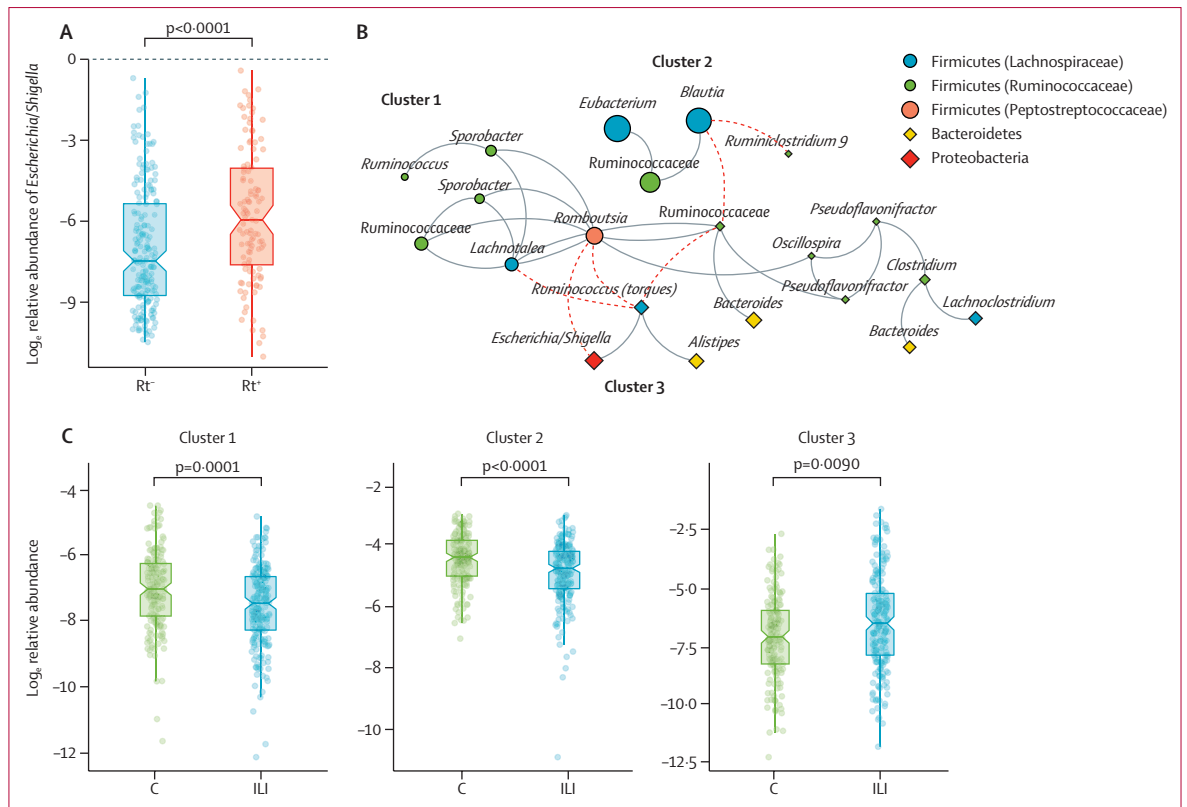 A
p<0·0001
Log_e relative abundance of Escherichia/Shigella
0
−3
−6
−9
Rt⁻
Rt⁺
B
Cluster 1
Cluster 2
Cluster 3
Eubacterium
Blautia
Sporobacter
Ruminiclostridium 9
Ruminococcus
Ruminococcaceae
Sporobacter
Ruminococcaceae
Romboutsia
Ruminococcaceae
Pseudoflavonifractor
Lachnotalea
Oscillospira
Clostridium
Ruminococcus (torques)
Pseudoflavonifractor
Bacteroides
Lachnoclostridium
Escherichia/Shigella
Alistipes
Bacteroides
Firmicutes (Lachnospiraceae)
Firmicutes (Ruminococcaceae)
Firmicutes (Peptostreptococcaceae)
Bacteroidetes
Proteobacteria
C
Cluster 1
p=0·0001
Log_e relative abundance
−4
−6
−8
−10
−12
C
ILI
Cluster 2
p<0·0001
−2
−4
−6
−8
−10
C
ILI
Cluster 3
p=0·0090
−2·5
−5·0
−7·5
−10·0
−12·5
C
ILI